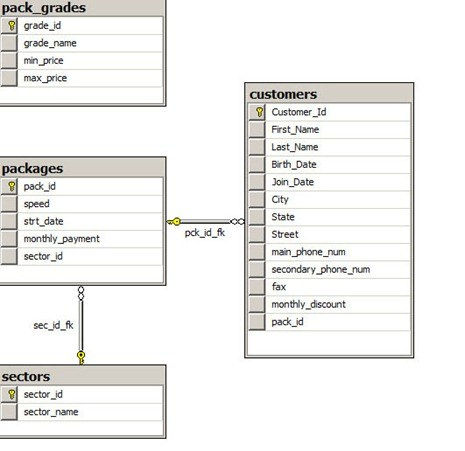 pack_grades
grade_id
grade_name
min_price
max_price
customers
Customer_Id
First_Name
Last_Name
Birth_Date
Join_Date
City
State
Street
main_phone_num
secondary_phone_num
fax
monthly_discount
pack_id
packages
pack_id
speed
strt_date
monthly_payment
sector_id
pck_id_fk
sec_id_fk
sectors
sector_id
sector_name